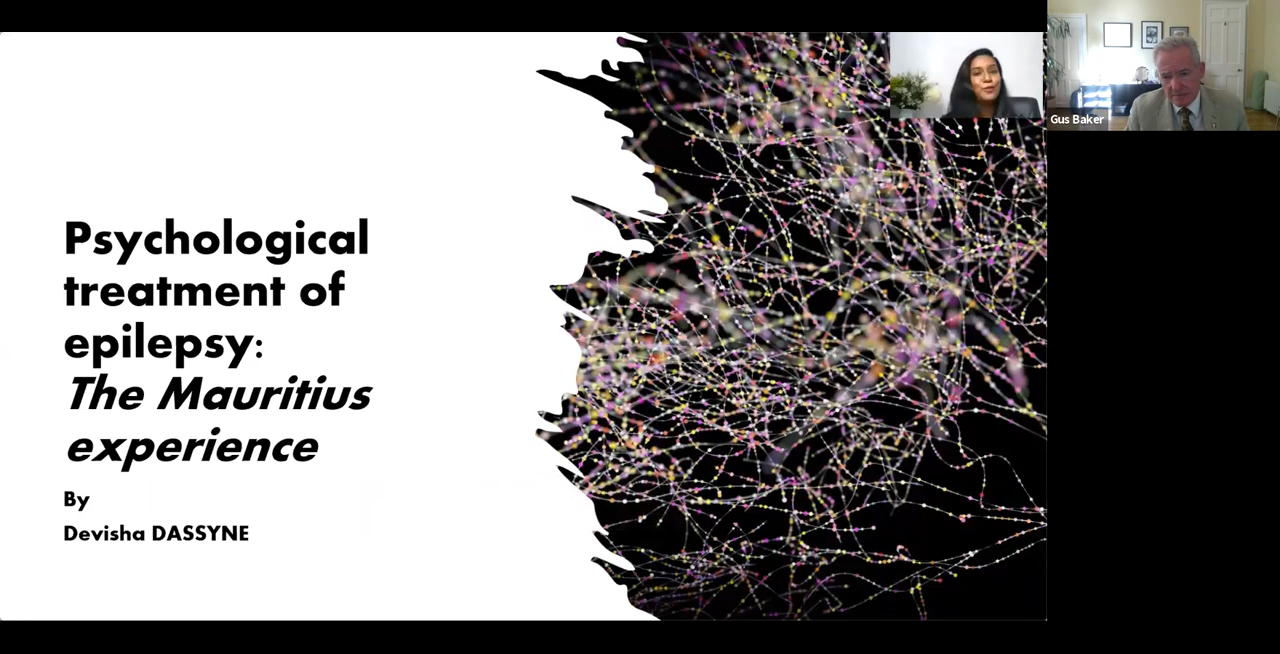 Psychological
treatment of
epilepsy:
The Mauritius
experience
By
Devisha DASSYNE
Gus Baker